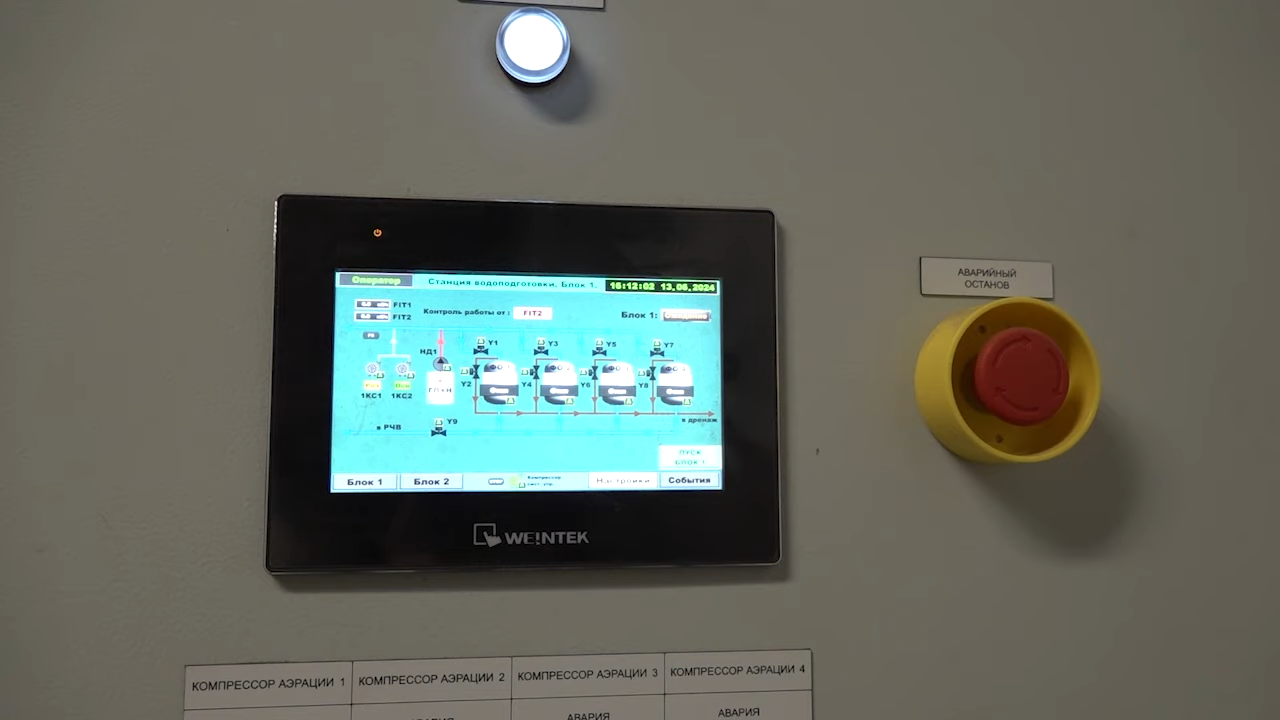 Оператор
Станция водоподготовки. Блок 1.
16:12:02 13.06.2024
FIT1
FIT2
Контроль работы от:
FIT2
Блок 1:
Y1
Y3
Y5
Y7
НД1
Y2
Y4
Y6
Y8
1КС1
1КС2
в РЧВ
Y9
в дренаж
ПУСК
БЛОК 1
Блок 1
Блок 2
Компрессор
Настройки
События
WEINTEK
АВАРИЙНЫЙ
ОСТАНОВ
КОМПРЕССОР АЭРАЦИИ 1
КОМПРЕССОР АЭРАЦИИ 2
КОМПРЕССОР АЭРАЦИИ 3
КОМПРЕССОР АЭРАЦИИ 4
АВАРИЯ
АВАРИЯ
АВАРИЯ